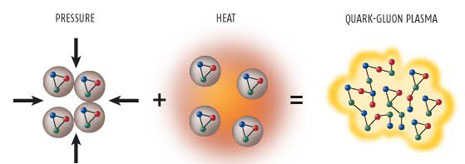 PRESSURE
HEAT
QUARK-GLUON PLASMA
+
=